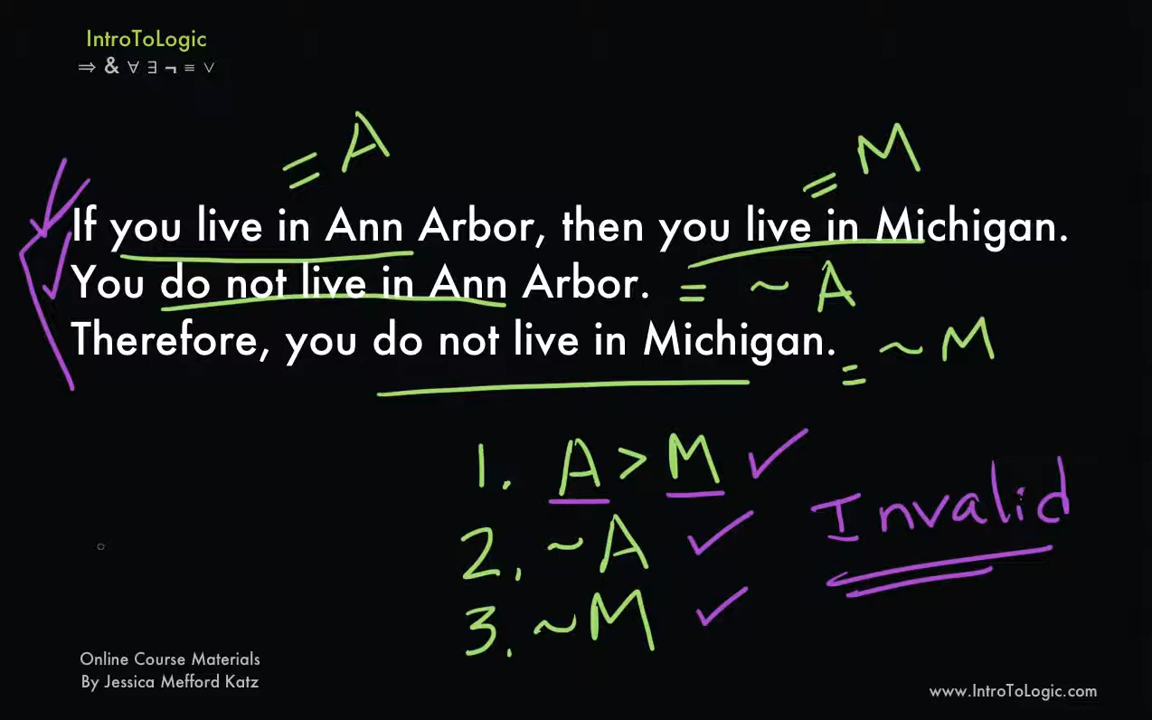 IntroToLogic
⇒ & ∀ ∃ ¬ ≡ ∨
= A
= M
If you live in Ann Arbor, then you live in Michigan.
You do not live in Ann Arbor. = ~ A
Therefore, you do not live in Michigan. = ~ M
1. A > M ✓
2. ~ A ✓
3. ~ M ✓
Invalid
Online Course Materials
By Jessica Mefford Katz
www.IntroToLogic.com